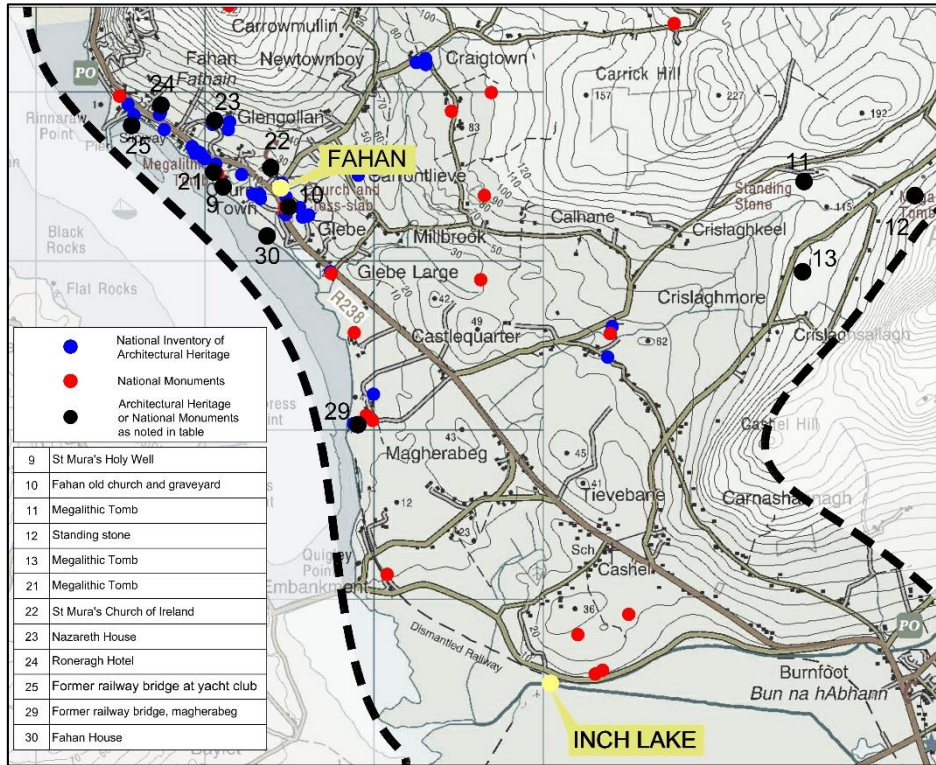 Carrowmullin
Fahan
Fathain
Newtownboy
Craigtown
Carrick Hill
157
227
192
PO
Rinnaraw
Point
1
24
23
Glengollan
22
83
25
Slipway
Pier
FAHAN
21
9
10
Town
Church and
Cross-slab
Glebe
Millbrook
30
Calhane
Standing
Stone
11
115
12
13
Crislaghkeel
Black
Rocks
Flat Rocks
Glebe Large
42
R238
49
Castlequarter
Crislaghmore
62
National Inventory of
Architectural Heritage
National Monuments
Architectural Heritage
or National Monuments
as noted in table
29
43
Magherabeg
45
41
Tievebane
12
23
Sch
Cashel
Cashel Hill
Quigley
Point
Embankment
36
20
10
Dismantled Railway
PO
Burnfoot
Bun na hAbhann
INCH LAKE
9 St Mura's Holy Well
10 Fahan old church and graveyard
11 Megalithic Tomb
12 Standing stone
13 Megalithic Tomb
21 Megalithic Tomb
22 St Mura's Church of Ireland
23 Nazareth House
24 Roneragh Hotel
25 Former railway bridge at yacht club
29 Former railway bridge, magherabeg
30 Fahan House